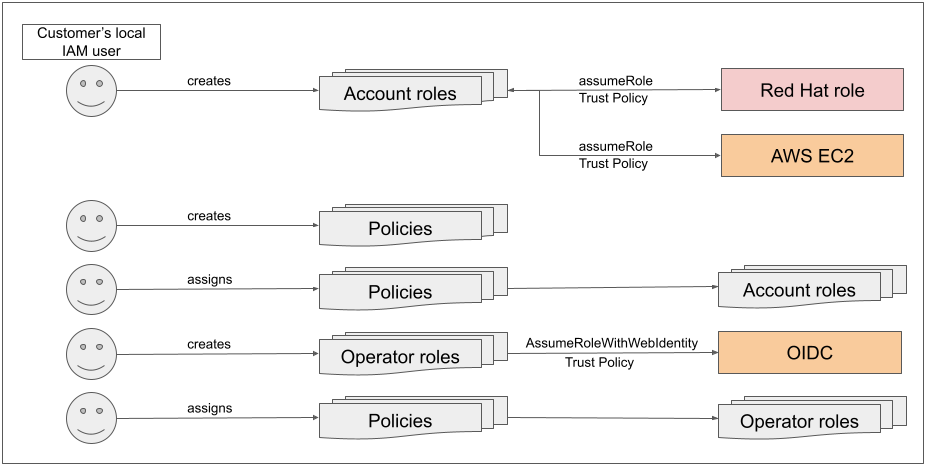 Customer's local
IAM user
creates
Account roles
assumeRole
Trust Policy
Red Hat role
assumeRole
Trust Policy
AWS EC2
creates
Policies
assigns
Policies
Account roles
creates
Operator roles
AssumeRoleWithWebIdentity
Trust Policy
OIDC
assigns
Policies
Operator roles